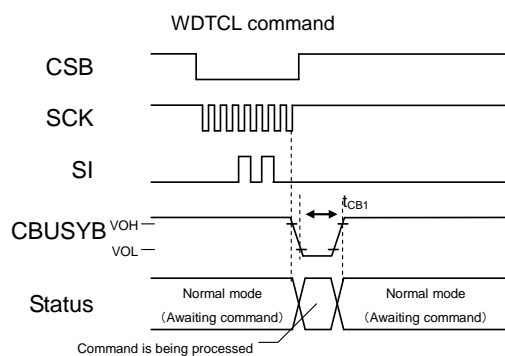 WDTCL command
CSB
SCK
SI
tCB1
CBUSYB
VOH
VOL
Status
Normal mode
（Awaiting command）
Normal mode
（Awaiting command）
Command is being processed